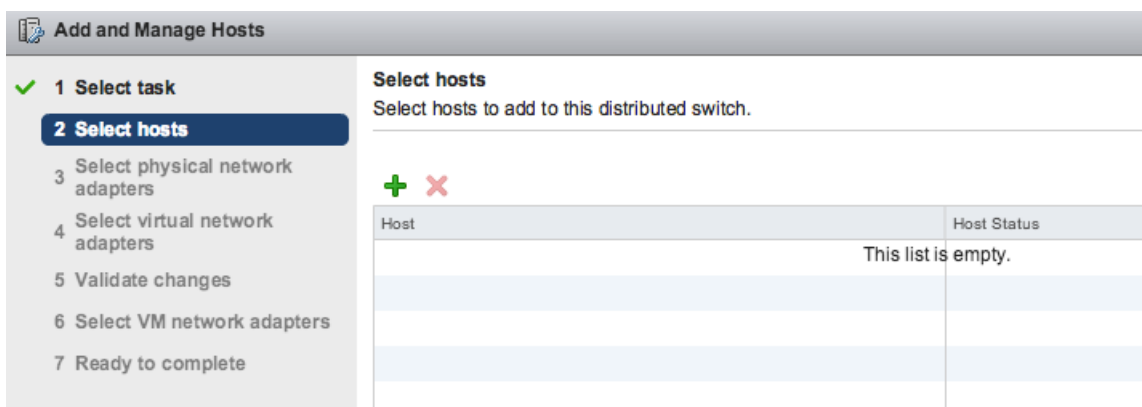 Add and Manage Hosts
1 Select task
2 Select hosts
3 Select physical network
adapters
4 Select virtual network
adapters
5 Validate changes
6 Select VM network adapters
7 Ready to complete
Select hosts
Select hosts to add to this distributed switch.
Host Host Status
This list is empty.